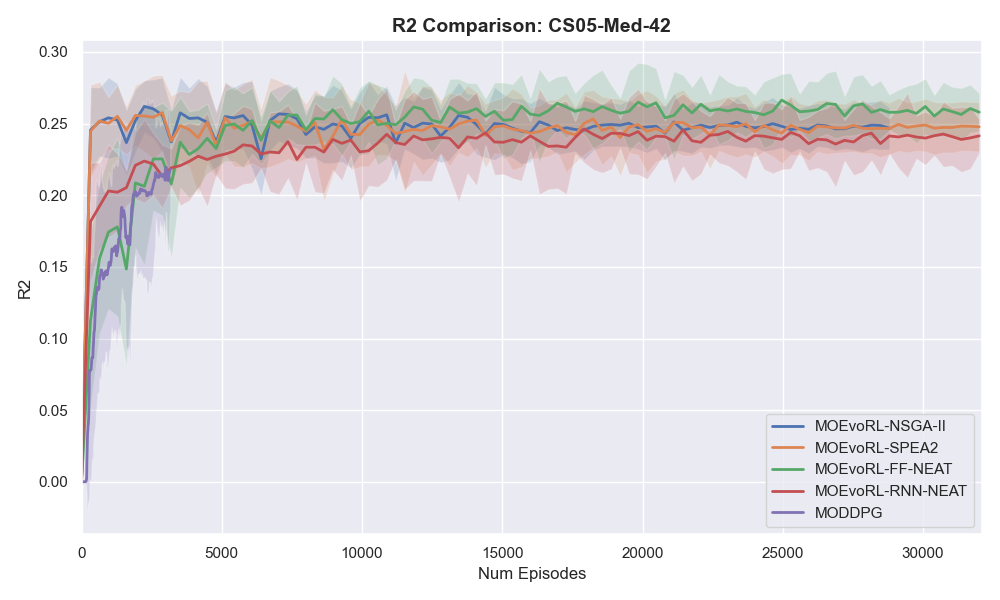 R2 Comparison: CS05-Med-42
0.30
0.25
0.20
0.15
0.10
0.05
0.00
R2
0
5000
10000
15000
20000
25000
30000
Num Episodes
MOEvoRL-NSGA-II
MOEvoRL-SPEA2
MOEvoRL-FF-NEAT
MOEvoRL-RNN-NEAT
MODDPG